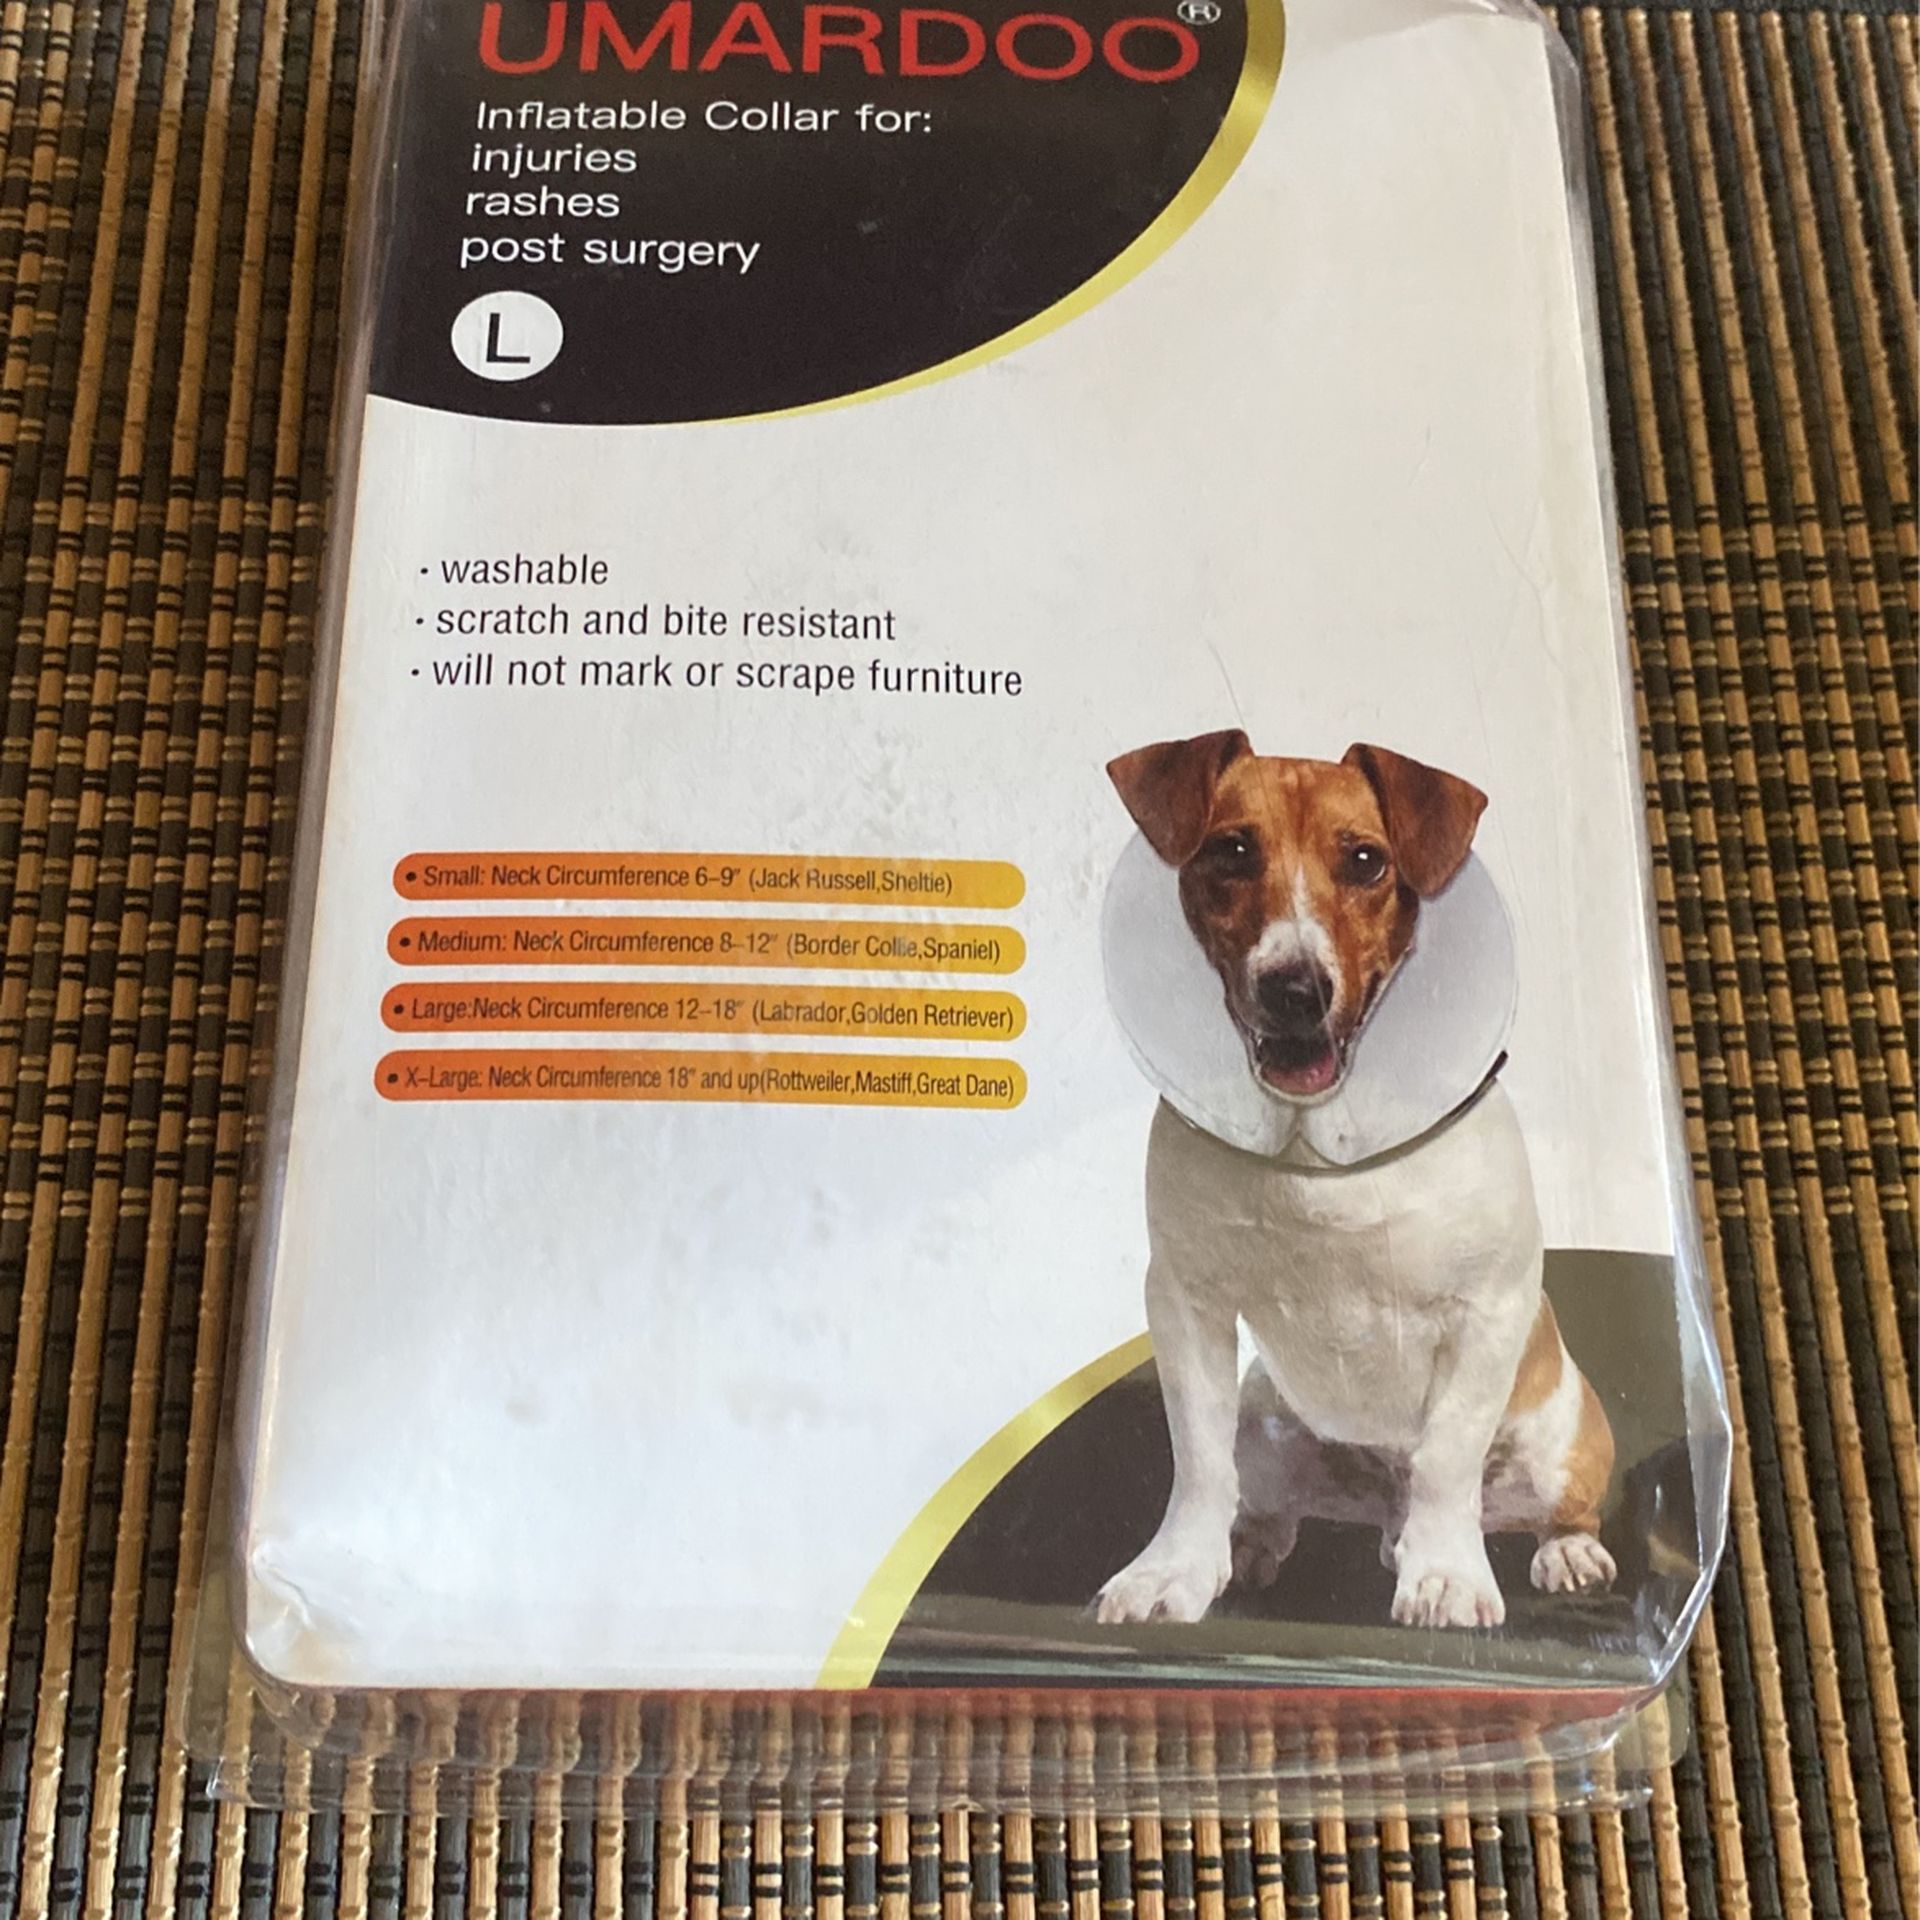 UMARDOO®
Inflatable Collar for:
injuries
rashes
post surgery
L
· washable
· scratch and bite resistant
· will not mark or scrape furniture
• Small: Neck Circumference 6–9" (Jack Russell,Sheltie)
• Medium: Neck Circumference 8–12" (Border Collie,Spaniel)
• Large:Neck Circumference 12–18" (Labrador,Golden Retriever)
• X–Large: Neck Circumference 18" and up(Rottweiler,Mastiff,Great Dane)